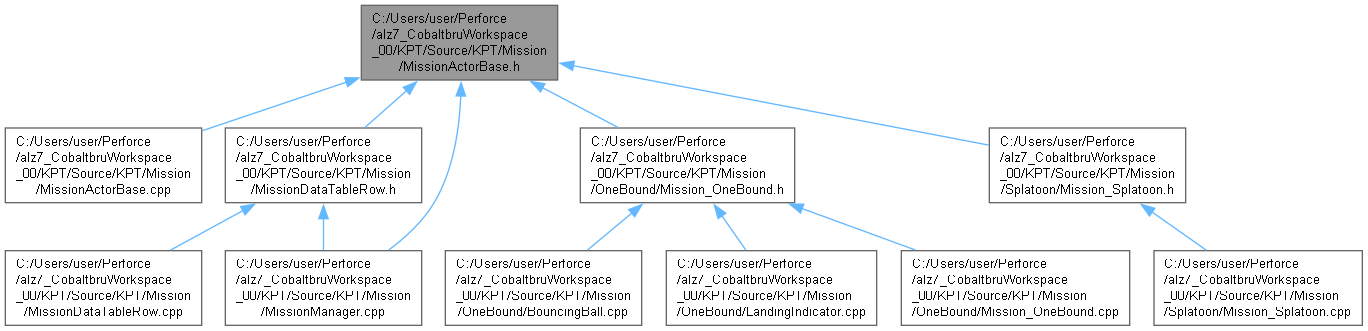 C:/Users/user/Perforce
/alz7_CobaltbruWorkspace
_00/KPT/Source/KPT/Mission
/MissionActorBase.h
C:/Users/user/Perforce
/alz7_CobaltbruWorkspace
_00/KPT/Source/KPT/Mission
/MissionActorBase.cpp
C:/Users/user/Perforce
/alz7_CobaltbruWorkspace
_00/KPT/Source/KPT/Mission
/MissionDataTableRow.h
C:/Users/user/Perforce
/alz7_CobaltbruWorkspace
_00/KPT/Source/KPT/Mission
/OneBound/Mission_OneBound.h
C:/Users/user/Perforce
/alz7_CobaltbruWorkspace
_00/KPT/Source/KPT/Mission
/Splatoon/Mission_Splatoon.h
C:/Users/user/Perforce
/alz7_CobaltbruWorkspace
_00/KPT/Source/KPT/Mission
/MissionDataTableRow.cpp
C:/Users/user/Perforce
/alz7_CobaltbruWorkspace
_00/KPT/Source/KPT/Mission
/MissionManager.cpp
C:/Users/user/Perforce
/alz7_CobaltbruWorkspace
_00/KPT/Source/KPT/Mission
/OneBound/BouncingBall.cpp
C:/Users/user/Perforce
/alz7_CobaltbruWorkspace
_00/KPT/Source/KPT/Mission
/OneBound/LandingIndicator.cpp
C:/Users/user/Perforce
/alz7_CobaltbruWorkspace
_00/KPT/Source/KPT/Mission
/OneBound/Mission_OneBound.cpp
C:/Users/user/Perforce
/alz7_CobaltbruWorkspace
_00/KPT/Source/KPT/Mission
/Splatoon/Mission_Splatoon.cpp